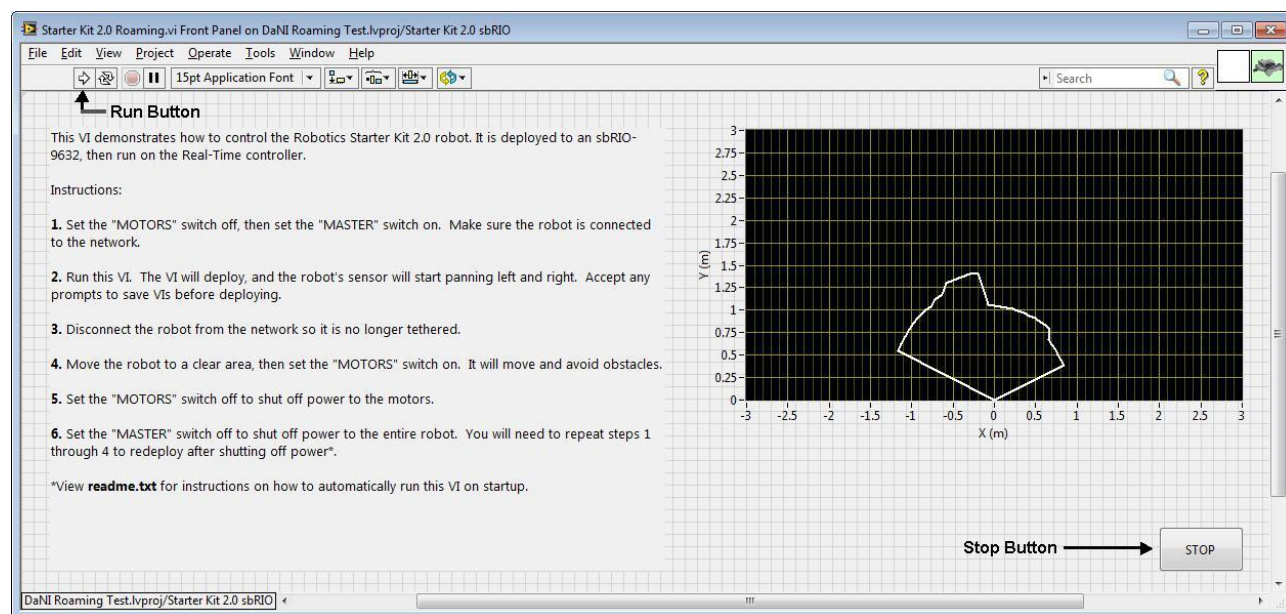 Starter Kit 2.0 Roaming.vi Front Panel on DaNI Roaming Test.lvproj/Starter Kit 2.0 sbRIO
File Edit View Project Operate Tools Window Help
15pt Application Font
Search
?
Run Button
This VI demonstrates how to control the Robotics Starter Kit 2.0 robot. It is deployed to an sbRIO-
9632, then run on the Real-Time controller.
Instructions:
1. Set the "MOTORS" switch off, then set the "MASTER" switch on. Make sure the robot is connected
to the network.
2. Run this VI. The VI will deploy, and the robot's sensor will start panning left and right. Accept any
prompts to save VIs before deploying.
3. Disconnect the robot from the network so it is no longer tethered.
4. Move the robot to a clear area, then set the "MOTORS" switch on. It will move and avoid obstacles.
5. Set the "MOTORS" switch off to shut off power to the motors.
6. Set the "MASTER" switch off to shut off power to the entire robot. You will need to repeat steps 1
through 4 to redeploy after shutting off power*.
*View readme.txt for instructions on how to automatically run this VI on startup.
3
2.75
2.5
2.25
2
1.75
1.5
1.25
1
0.75
0.5
0.25
0
Y (m)
-3 -2.5 -2 -1.5 -1 -0.5 0 0.5 1 1.5 2 2.5 3
X (m)
Stop Button
STOP
DaNI Roaming Test.lvproj/Starter Kit 2.0 sbRIO